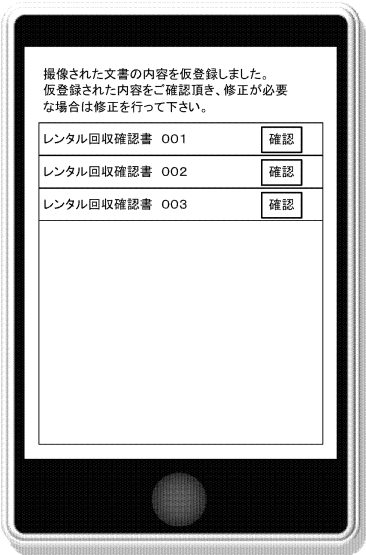 撮像された文書の内容を仮登録しました。
仮登録された内容をご確認頂き、修正が必要
な場合は修正を行って下さい。
レンタル回収確認書　００１　確認
レンタル回収確認書　００２　確認
レンタル回収確認書　００３　確認